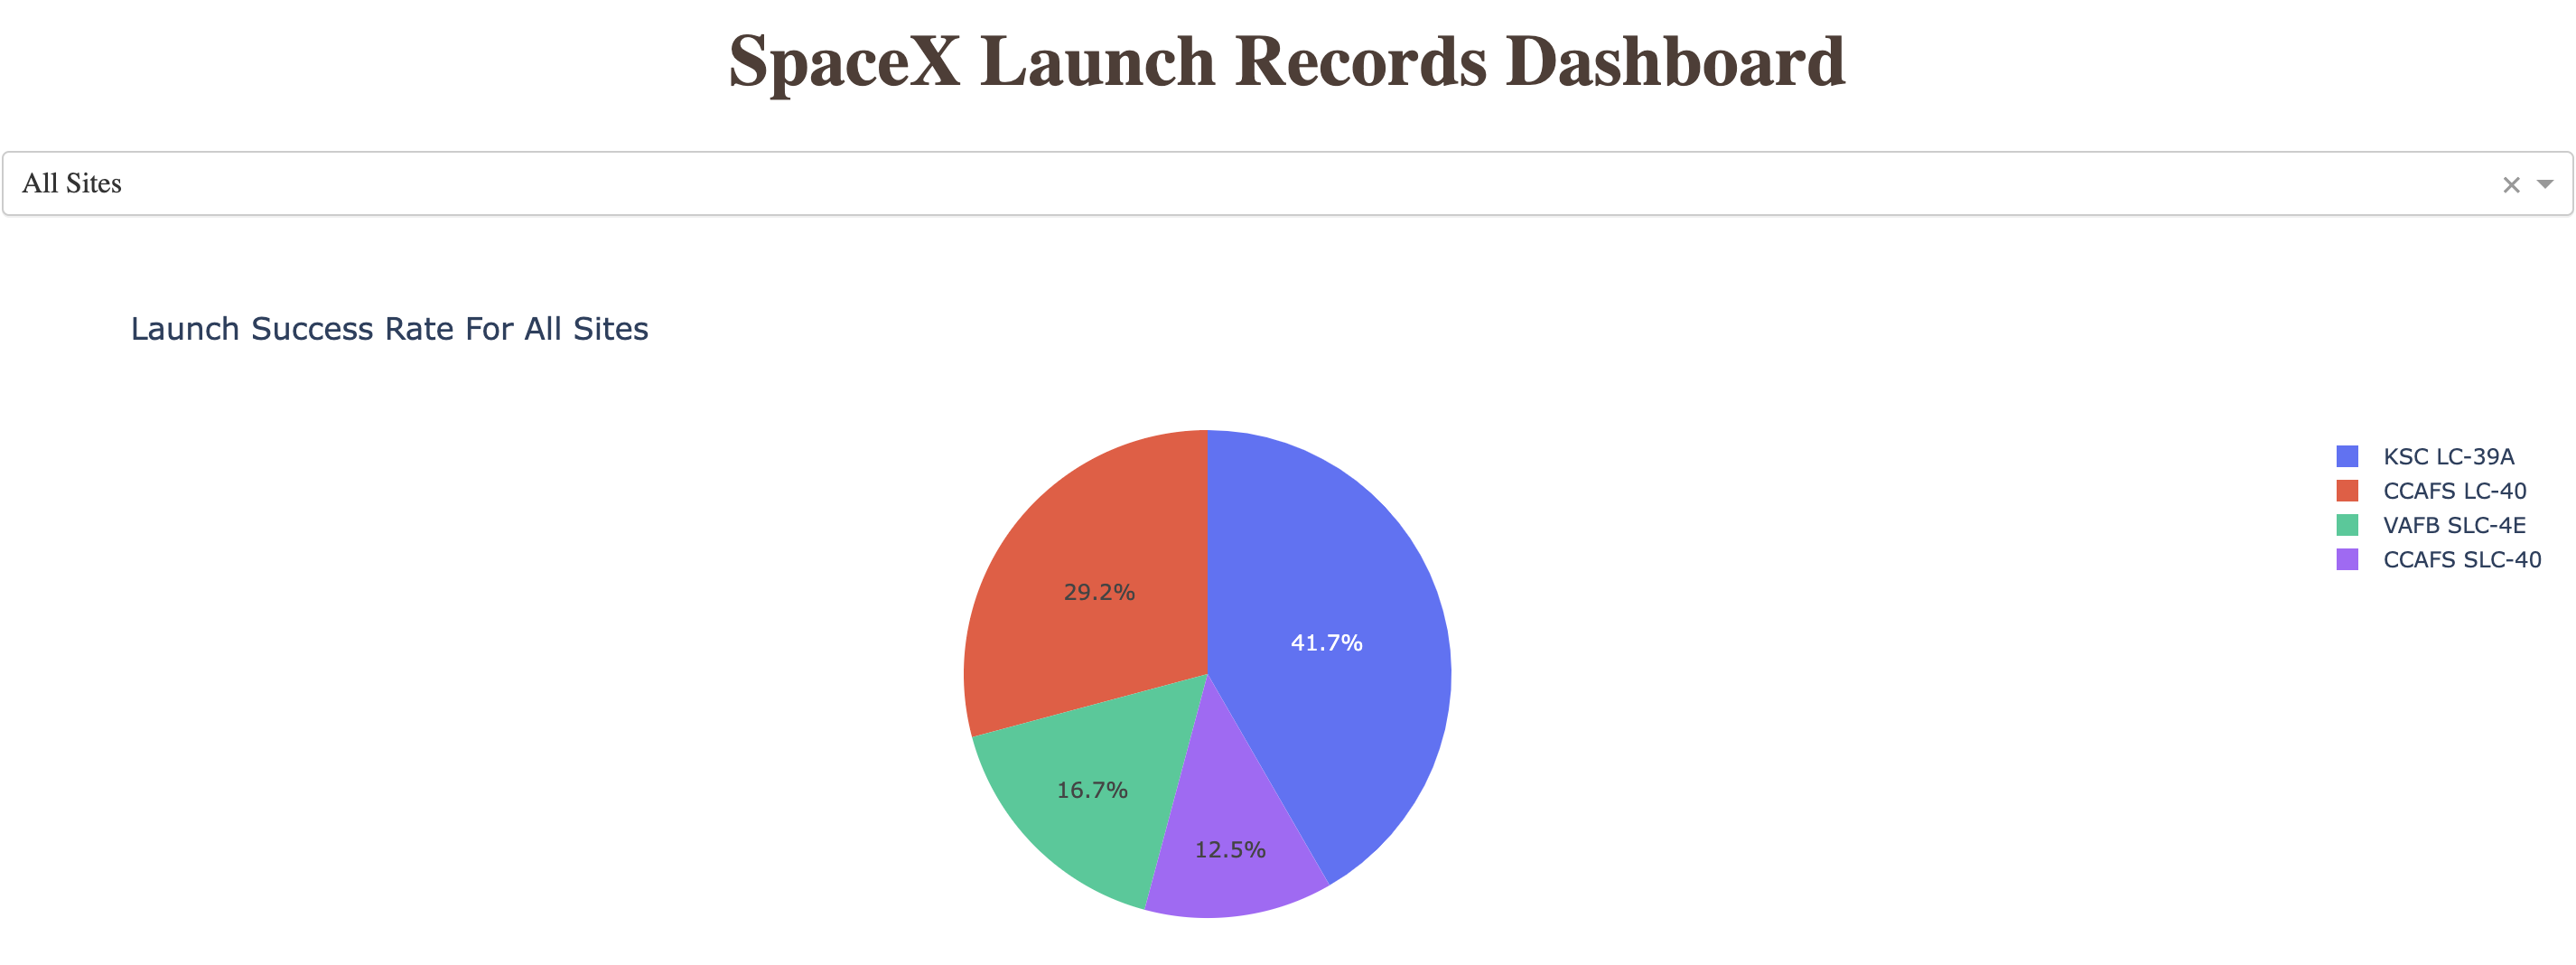 SpaceX Launch Records Dashboard
All Sites
Launch Success Rate For All Sites
KSC LC-39A
CCAFS LC-40
VAFB SLC-4E
CCAFS SLC-40
29.2%
41.7%
16.7%
12.5%